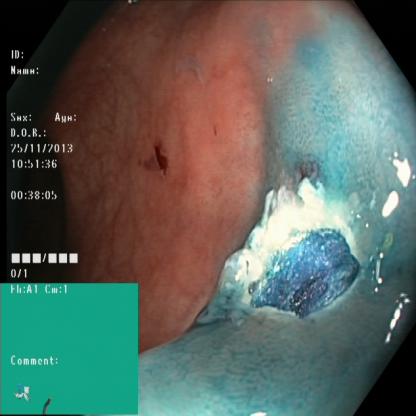 ID:
Name:
Sex: Age:
D.O.B.:
25/11/2013
10:51:36
00:38:05
■■■/■■■
0/1
Eh:A1 Cm:1
Comment: